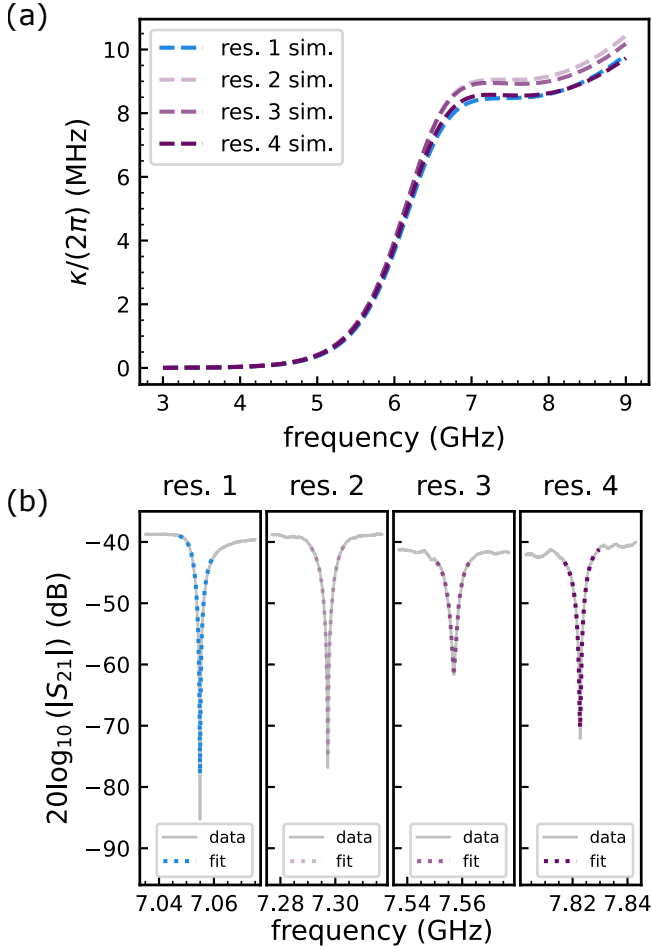 (a)
res. 1 sim.
res. 2 sim.
res. 3 sim.
res. 4 sim.
κ/(2π) (MHz)
10
8
6
4
2
0
3 4 5 6 7 8 9
frequency (GHz)
(b)
res. 1 res. 2 res. 3 res. 4
20log₁₀(|S₂₁|) (dB)
−40
−50
−60
−70
−80
−90
data data data data
fit fit fit fit
7.04 7.06 7.28 7.30 7.54 7.56 7.82 7.84
frequency (GHz)